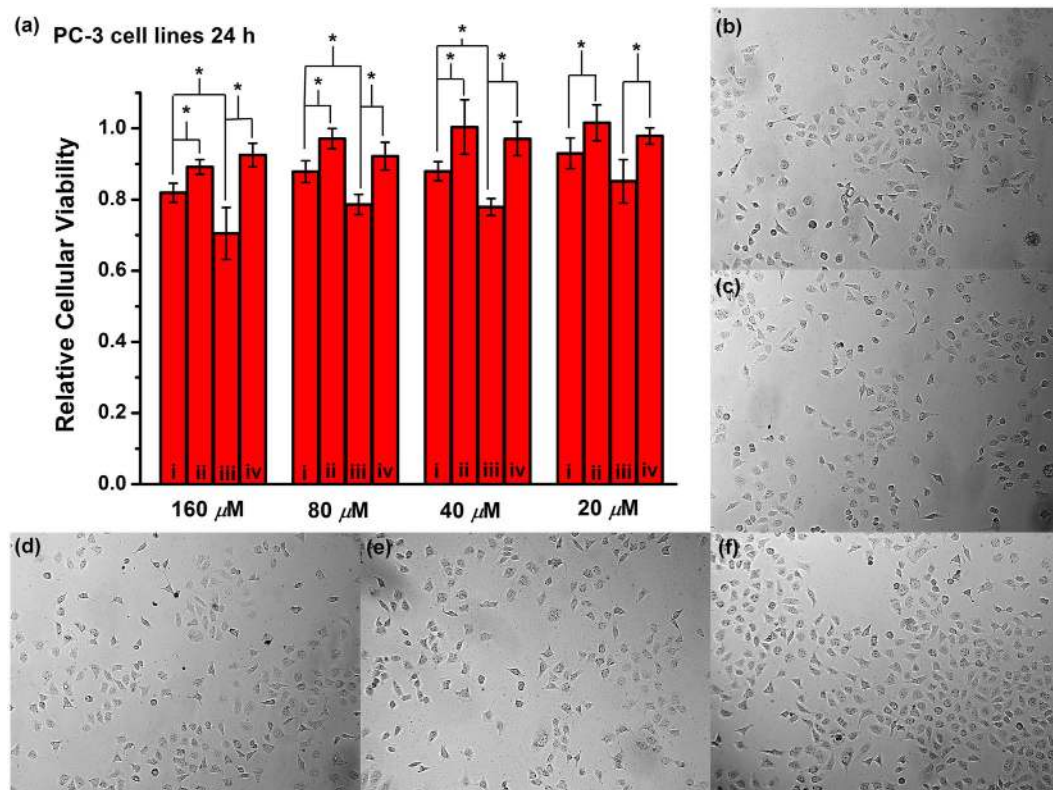 (a) PC-3 cell lines 24 h
* * * *
* * * *
* * * *
* *
Relative Cellular Viability
1.0
0.8
0.6
0.4
0.2
0.0
i ii iii iv i ii iii iv i ii iii iv i ii iii iv
160 μM 80 μM 40 μM 20 μM
(b)
(c)
(d) (e) (f)